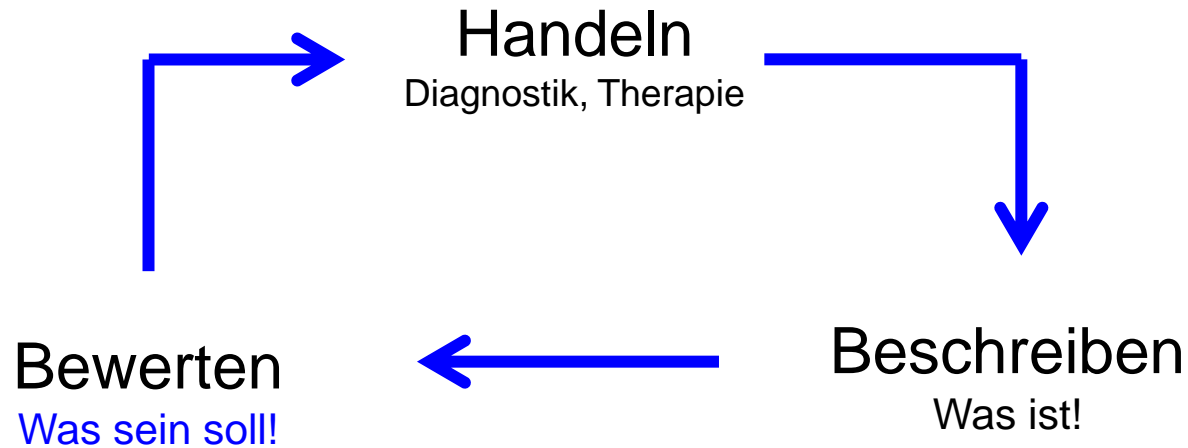 Handeln
Diagnostik, Therapie
Beschreiben
Was ist!
Bewerten
Was sein soll!